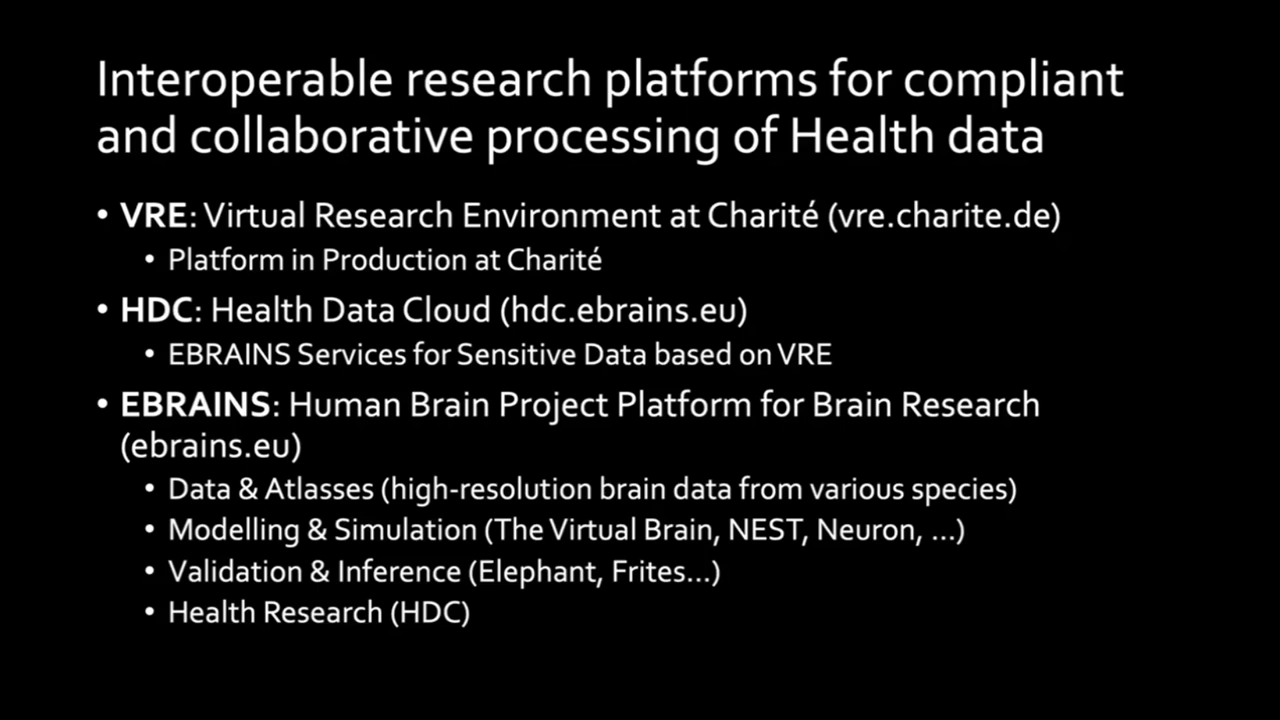 Interoperable research platforms for compliant
and collaborative processing of Health data
• VRE: Virtual Research Environment at Charité (vre.charite.de)
• Platform in Production at Charité
• HDC: Health Data Cloud (hdc.ebrains.eu)
• EBRAINS Services for Sensitive Data based on VRE
• EBRAINS: Human Brain Project Platform for Brain Research
(ebrains.eu)
• Data & Atlasses (high-resolution brain data from various species)
• Modelling & Simulation (The Virtual Brain, NEST, Neuron, ...)
• Validation & Inference (Elephant, Frites...)
• Health Research (HDC)